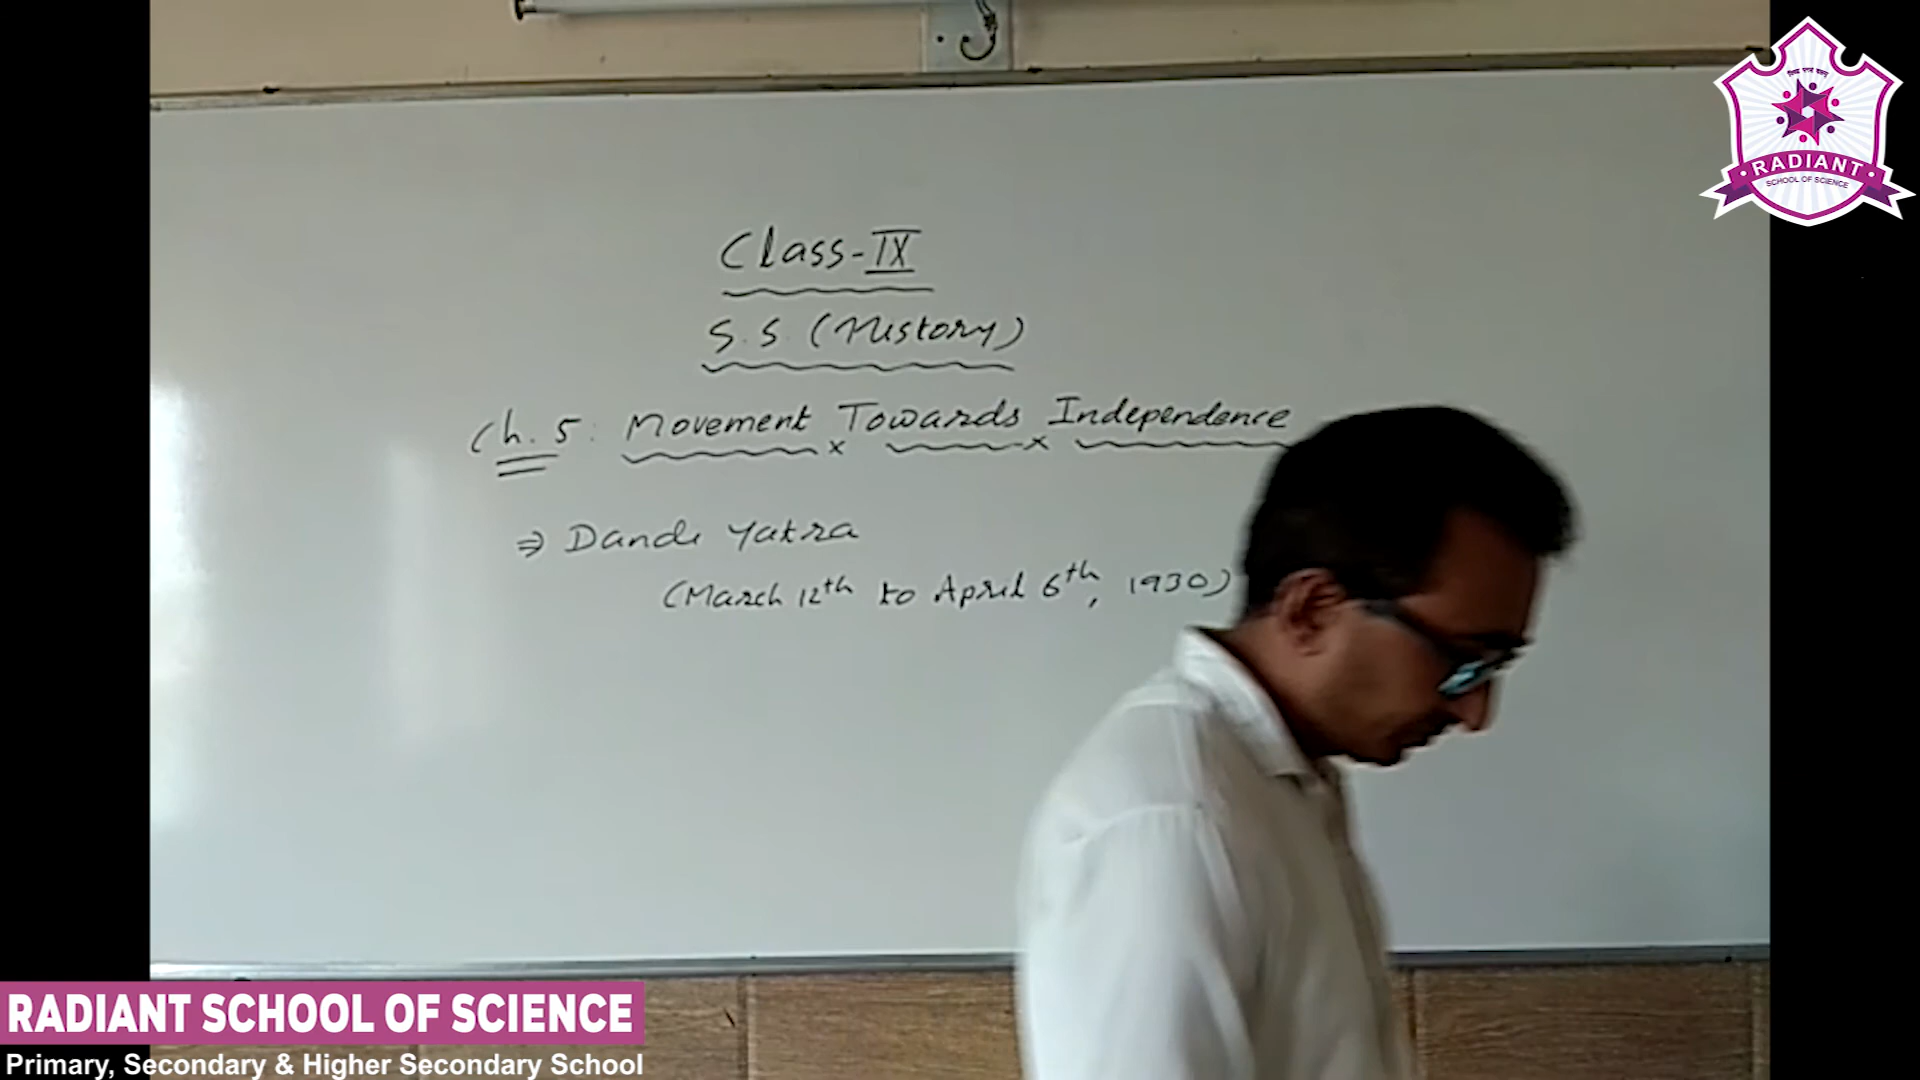 Class-IX
S.S. (History)
Ch. 5: Movement Towards Independence
⇒ Dandi Yatra
(March 12th to April 6th, 1930)
RADIANT
SCHOOL OF SCIENCE
RADIANT SCHOOL OF SCIENCE
Primary, Secondary & Higher Secondary School